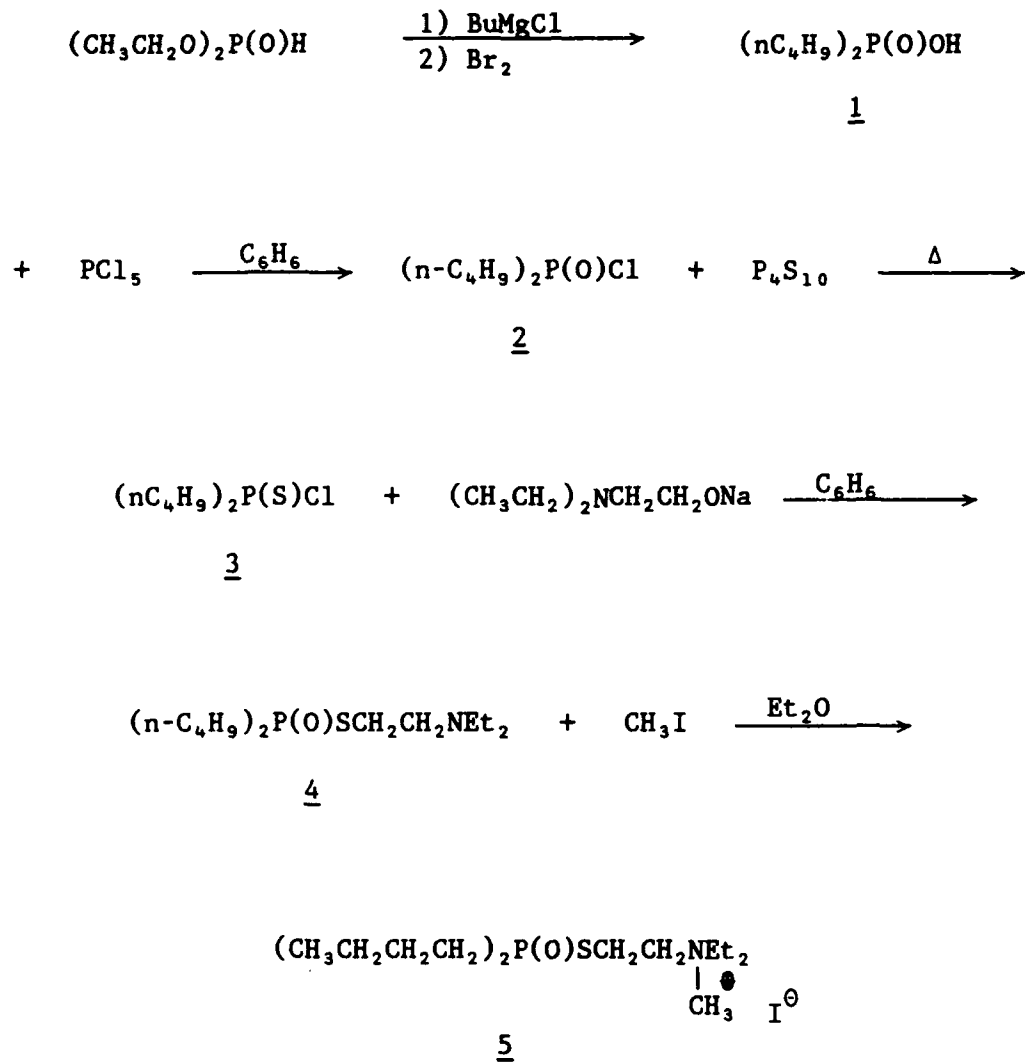 (CH₃CH₂O)₂P(O)H 1) BuMgCl 2) Br₂ (nC₄H₉)₂P(O)OH
1
+ PCl₅ C₆H₆ (n-C₄H₉)₂P(O)Cl + P₄S₁₀ Δ
2
(nC₄H₉)₂P(S)Cl + (CH₃CH₂)₂NCH₂CH₂ONa C₆H₆
3
(n-C₄H₉)₂P(O)SCH₂CH₂NEt₂ + CH₃I Et₂O
4
(CH₃CH₂CH₂CH₂)₂P(O)SCH₂CH₂NEt₂
CH₃ I⊖
5